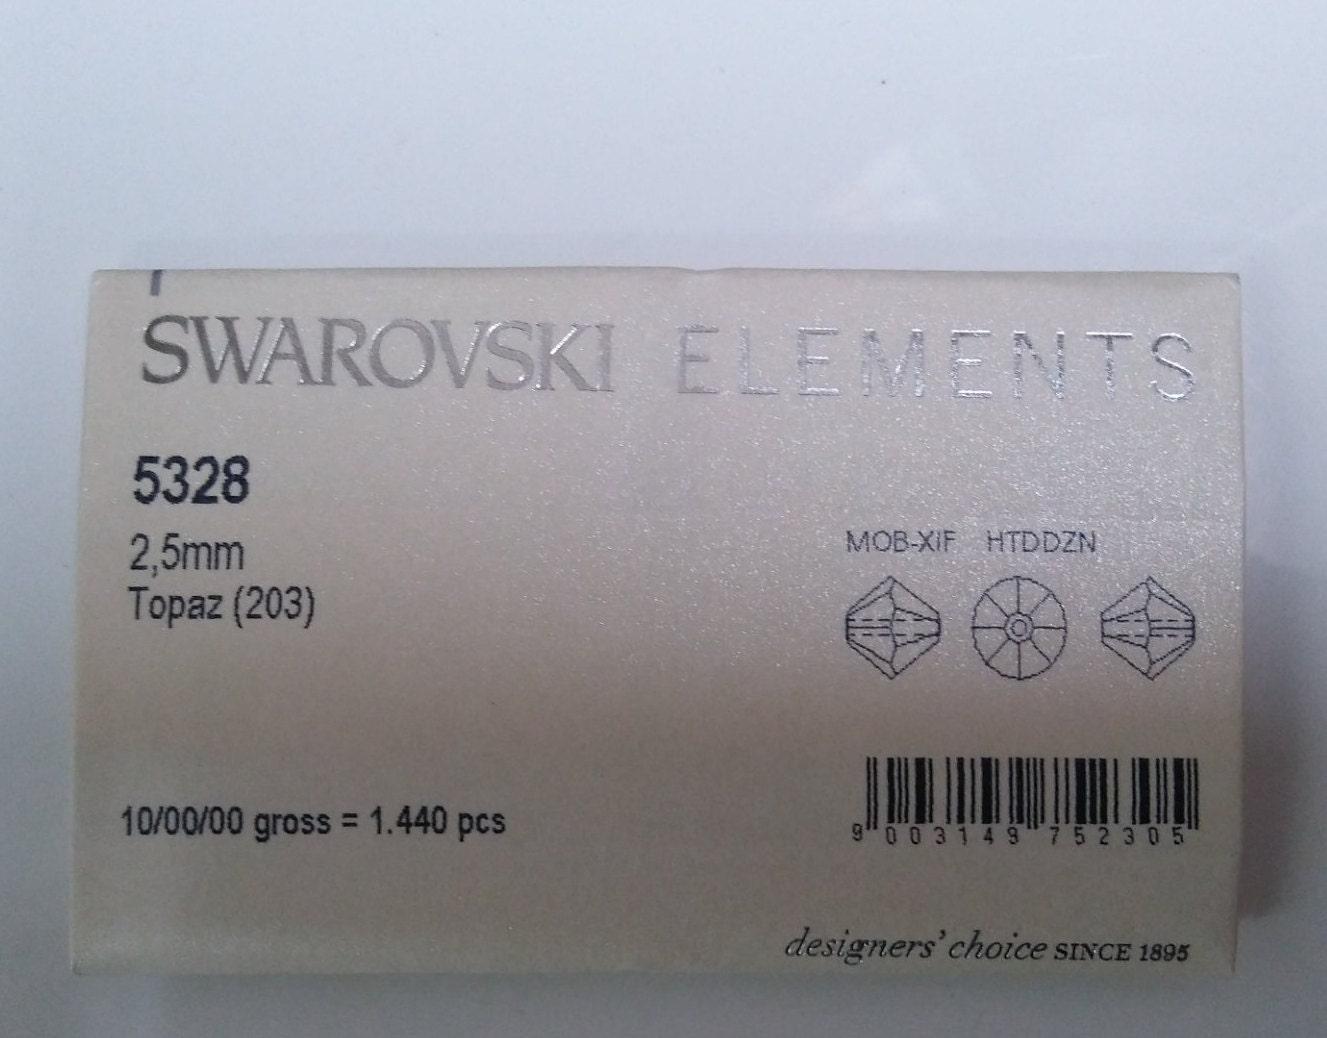 SWAROVSKI ELEMENTS
5328
2,5mm
Topaz (203)
MOB-XIF HTDDZN
10/00/00 gross = 1.440 pcs
9 003149 752305
designers' choice SINCE 1895